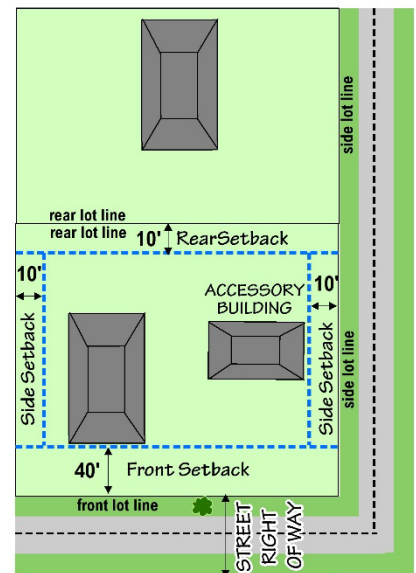 side lot line
rear lot line
rear lot line
10' RearSetback
10'
10'
ACCESSORY
BUILDING
Side Setback
Side Setback
side lot line
40' Front Setback
front lot line
STREET
RIGHT
OF WAY